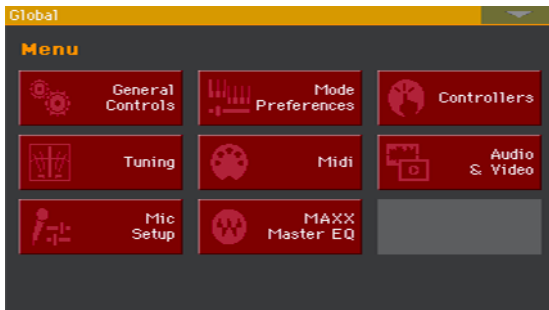 Global
Menu
General
Controls
Mode
Preferences
Controllers
Tuning
Midi
Audio
& Video
Mic
Setup
MAXX
Master EQ